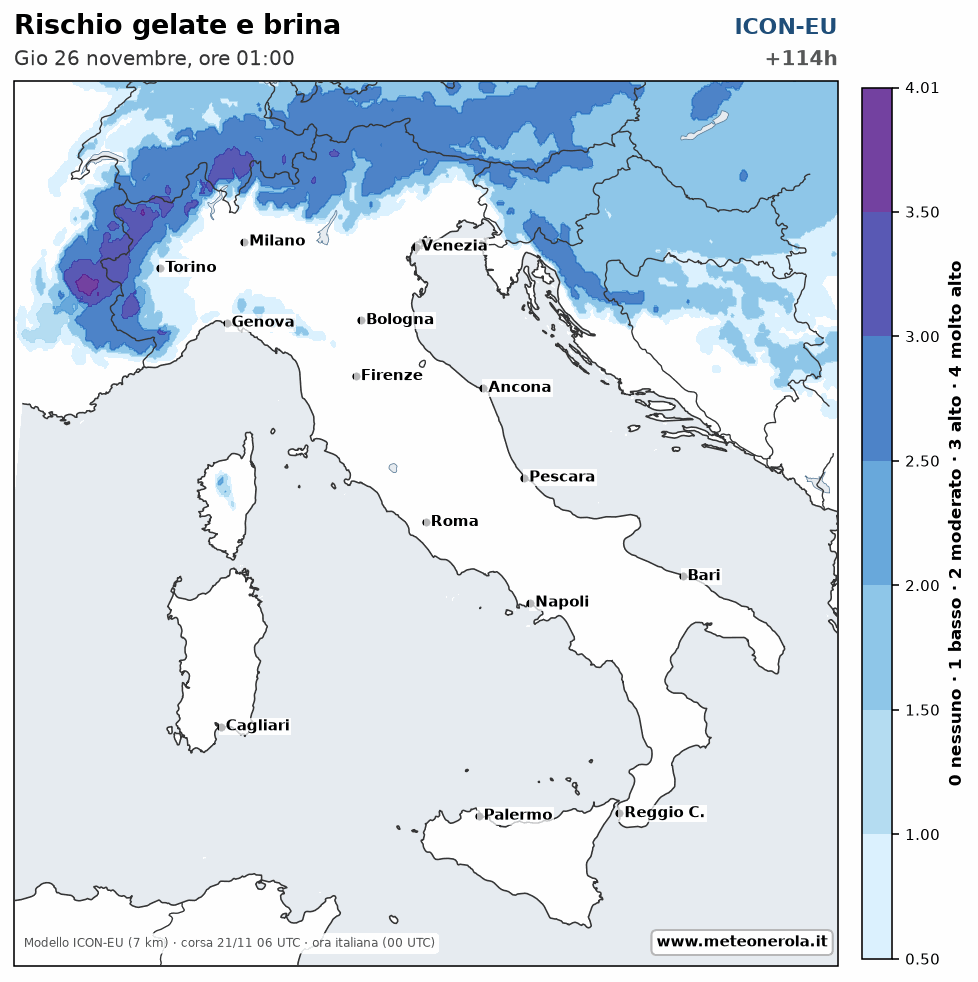 Rischio gelate e brina
ICON-EU
Gio 26 novembre, ore 01:00
+114h
4.01
3.50
3.00
2.50
2.00
1.50
1.00
0.50
0 nessuno · 1 basso · 2 moderato · 3 alto · 4 molto alto
Milano
Venezia
Torino
Genova
Bologna
Firenze
Ancona
Pescara
Roma
Bari
Napoli
Cagliari
Palermo
Reggio C.
Modello ICON-EU (7 km) · corsa 21/11 06 UTC · ora italiana (00 UTC)
www.meteonerola.it